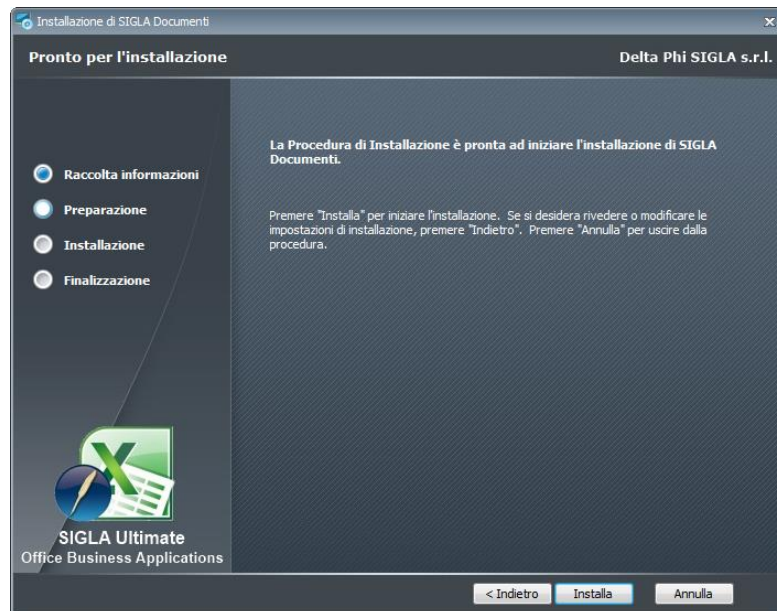 Installazione di SIGLA Documenti
Pronto per l'installazione
Delta Phi SIGLA s.r.l.
Raccolta informazioni
Preparazione
Installazione
Finalizzazione
La Procedura di Installazione è pronta ad iniziare l'installazione di SIGLA
Documenti.
Premere "Installa" per iniziare l'installazione. Se si desidera rivedere o modificare le
impostazioni di installazione, premere "Indietro". Premere "Annulla" per uscire dalla
procedura.
SIGLA Ultimate
Office Business Applications
< Indietro
Installa
Annulla